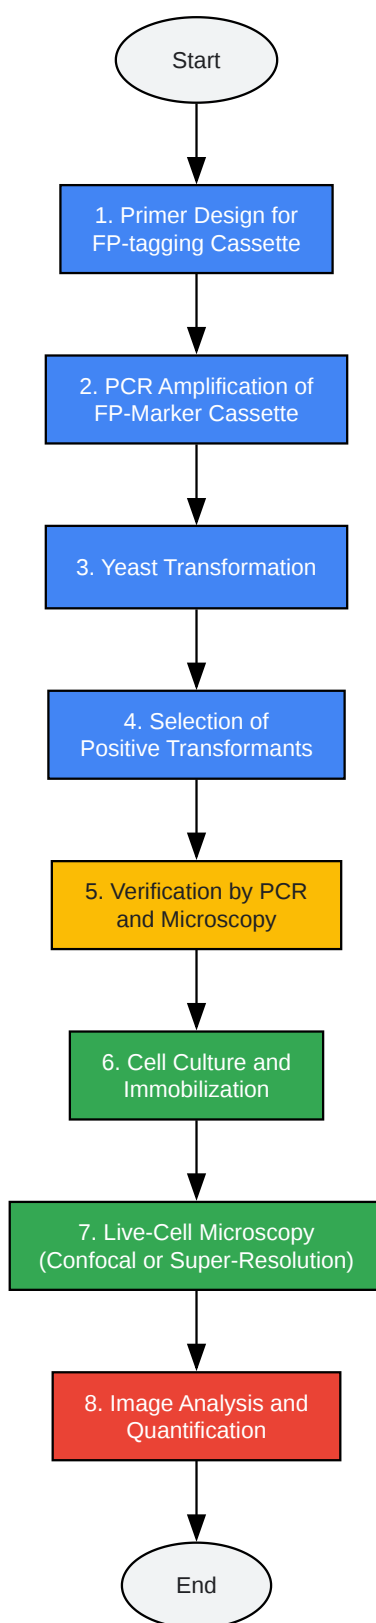 Start
1. Primer Design for
FP-tagging Cassette
2. PCR Amplification of
FP-Marker Cassette
3. Yeast Transformation
4. Selection of
Positive Transformants
5. Verification by PCR
and Microscopy
6. Cell Culture and
Immobilization
7. Live-Cell Microscopy
(Confocal or Super-Resolution)
8. Image Analysis and
Quantification
End